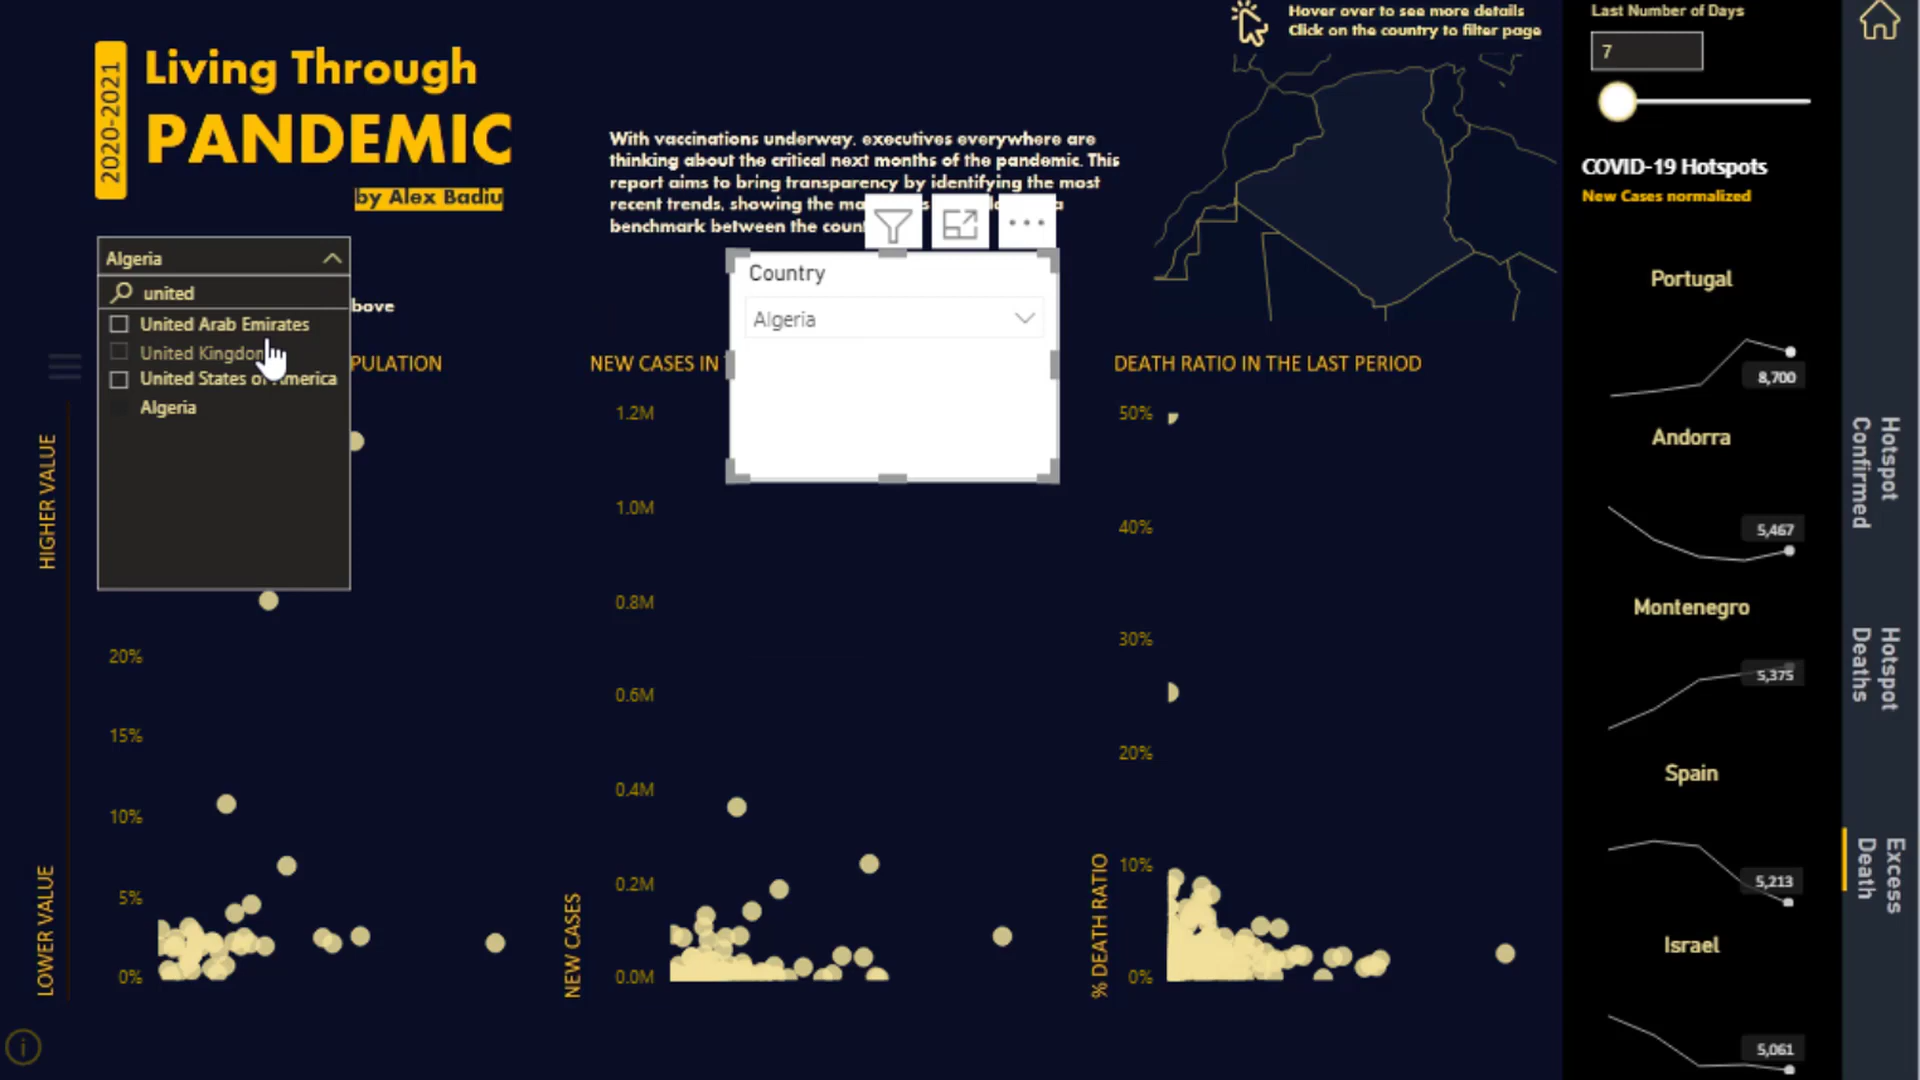 2020-2021
Living Through
PANDEMIC
by Alex Badiu
With vaccinations underway, executives everywhere are
thinking about the critical next months of the pandemic. This
report aims to bring transparency by identifying the most
recent trends, showing the
benchmark between the
Hover over to see more details
Click on the country to filter page
Last Number of Days
7
COVID-19 Hotspots
New Cases normalized
Algeria
united
United Arab Emirates
United Kingdom
United States of America
Algeria
bove
Country
Algeria
PULATION
NEW CASES IN
DEATH RATIO IN THE LAST PERIOD
HIGHER VALUE
LOWER VALUE
20%
15%
10%
5%
0%
NEW CASES
1.2M
1.0M
0.8M
0.6M
0.4M
0.2M
0.0M
% DEATH RATIO
50%
40%
30%
20%
10%
0%
Portugal
8,700
Andorra
5,467
Montenegro
5,375
Spain
5,213
Israel
5,061
Hotspot
Confirmed
Hotspot
Deaths
Excess
Death